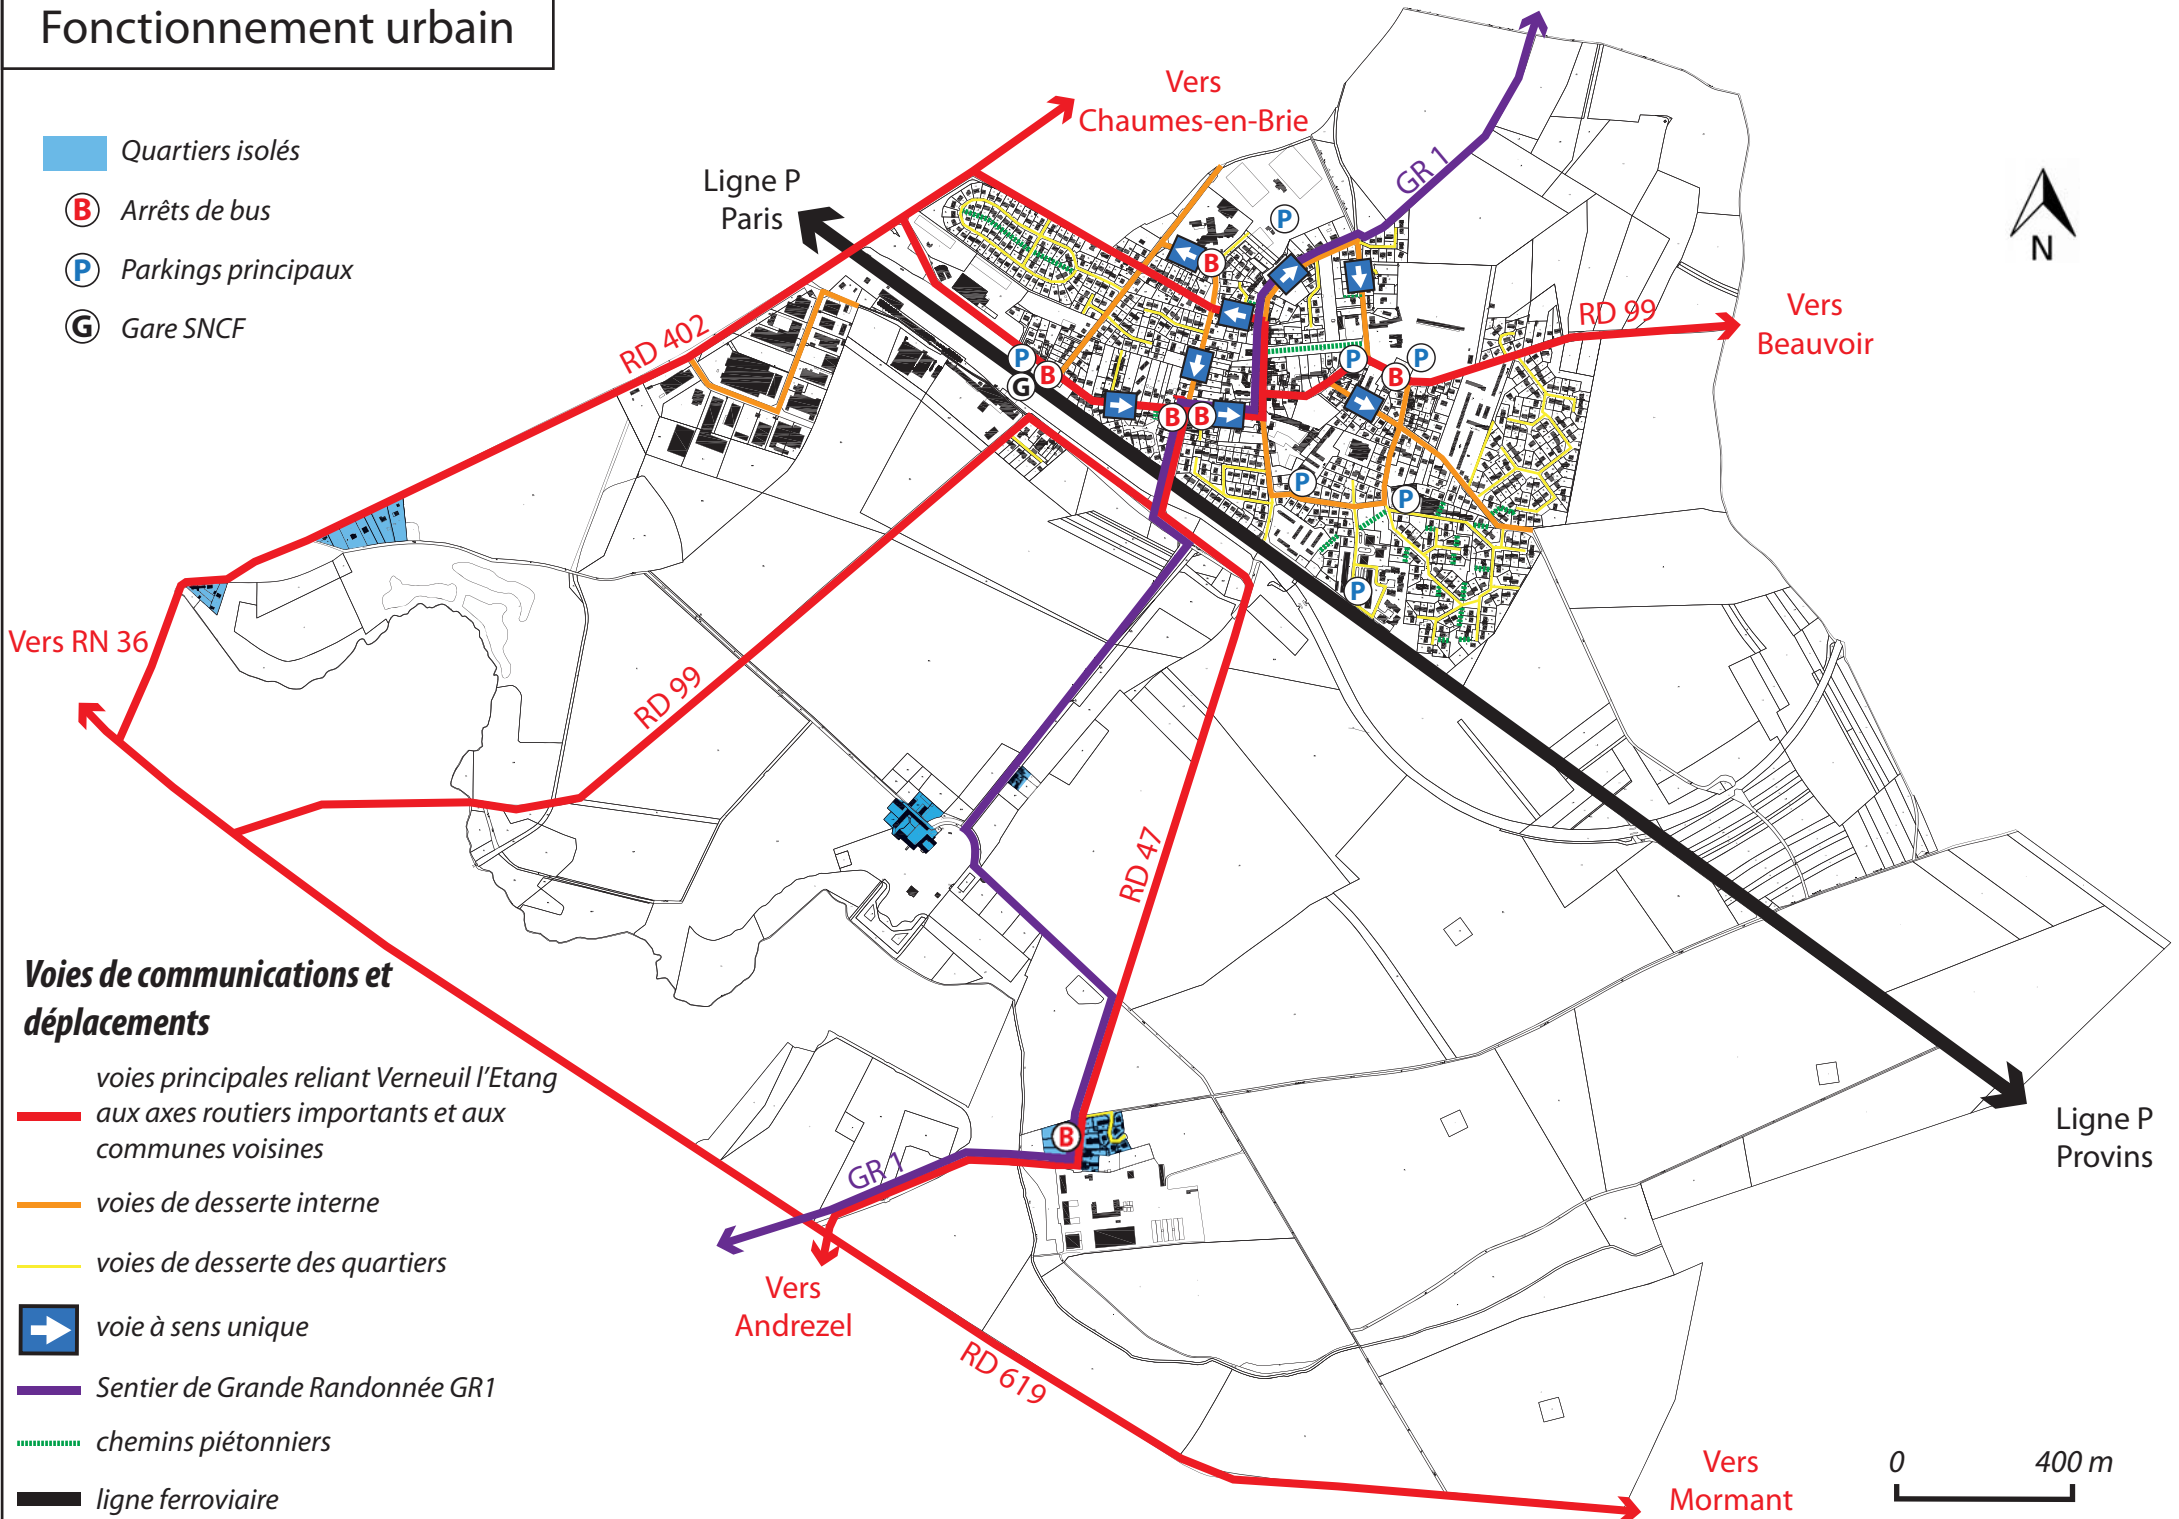 Fonctionnement urbain
Quartiers isolés
B
Arrêts de bus
P
Parkings principaux
G
Gare SNCF
Vers
Chaumes-en-Brie
Ligne P
Paris
GR 1
N
RD 402
RD 99
Vers
Beauvoir
P
B
P
G
B
P
P
B
B
B
P
P
P
Vers RN 36
RD 99
RD 47
Voies de communications et
déplacements
voies principales reliant Verneuil l'Etang
aux axes routiers importants et aux
communes voisines
voies de desserte interne
voies de desserte des quartiers
voie à sens unique
Sentier de Grande Randonnée GR1
chemins piétonniers
ligne ferroviaire
B
GR 1
Vers
Andrezel
RD 619
Ligne P
Provins
Vers
Mormant
0
400 m